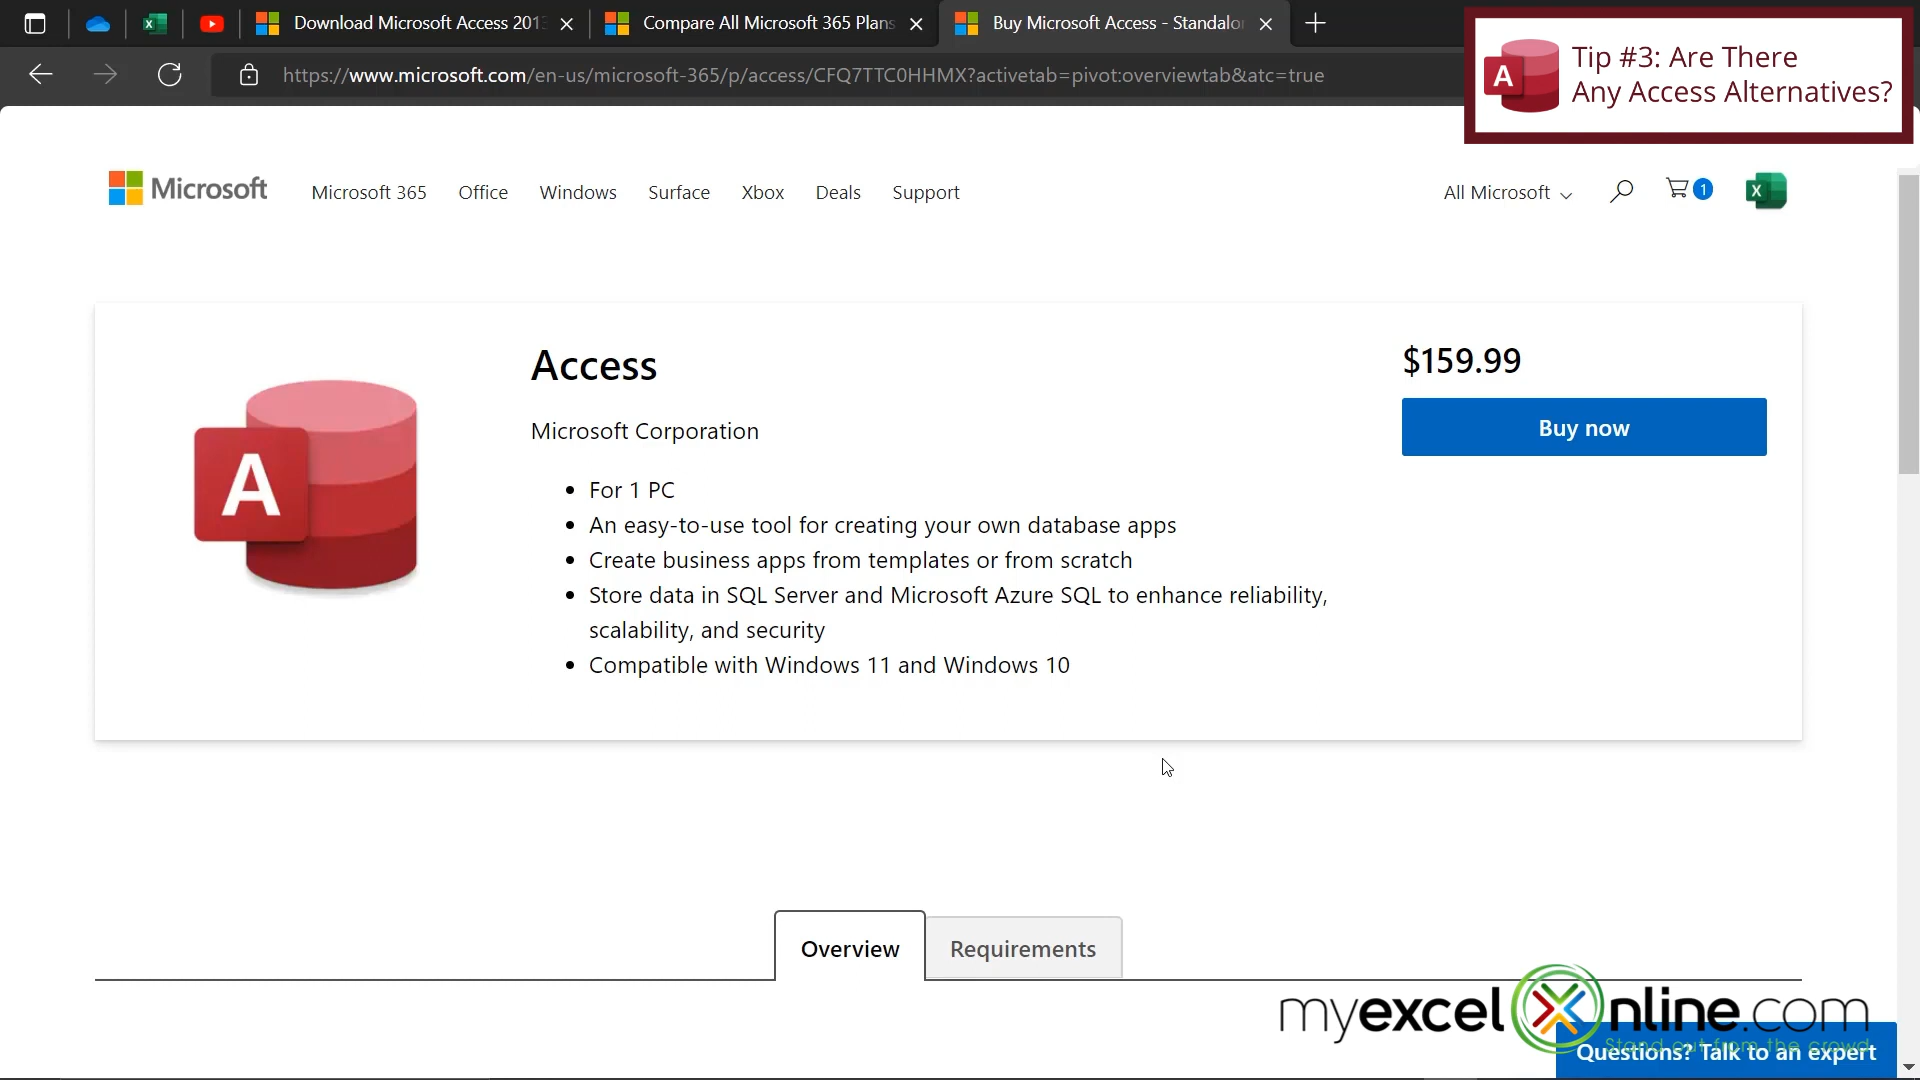 Download Microsoft Access 201
Compare All Microsoft 365 Plans
Buy Microsoft Access - Standalo
https://www.microsoft.com/en-us/microsoft-365/p/access/CFQ7TTC0HHMX?activetab=pivot:overviewtab&atc=true
A
Tip #3: Are There
Any Access Alternatives?
Microsoft
Microsoft 365
Office
Windows
Surface
Xbox
Deals
Support
All Microsoft
1
X
Access
$159.99
Buy now
Microsoft Corporation
A
For 1 PC
An easy-to-use tool for creating your own database apps
Create business apps from templates or from scratch
Store data in SQL Server and Microsoft Azure SQL to enhance reliability,
scalability, and security
Compatible with Windows 11 and Windows 10
Overview
Requirements
myexcelonline.com
Stand out from the crowd
Questions? Talk to an expert